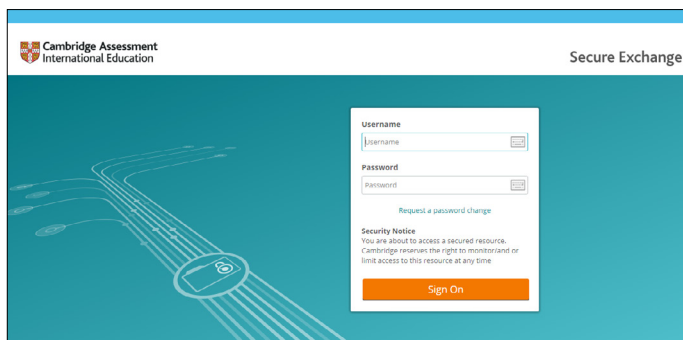 Cambridge Assessment
International Education
Secure Exchange
Username
Username
Password
Password
Request a password change
Security Notice
You are about to access a secured resource.
Cambridge reserves the right to monitor/and or
limit access to this resource at any time
Sign On